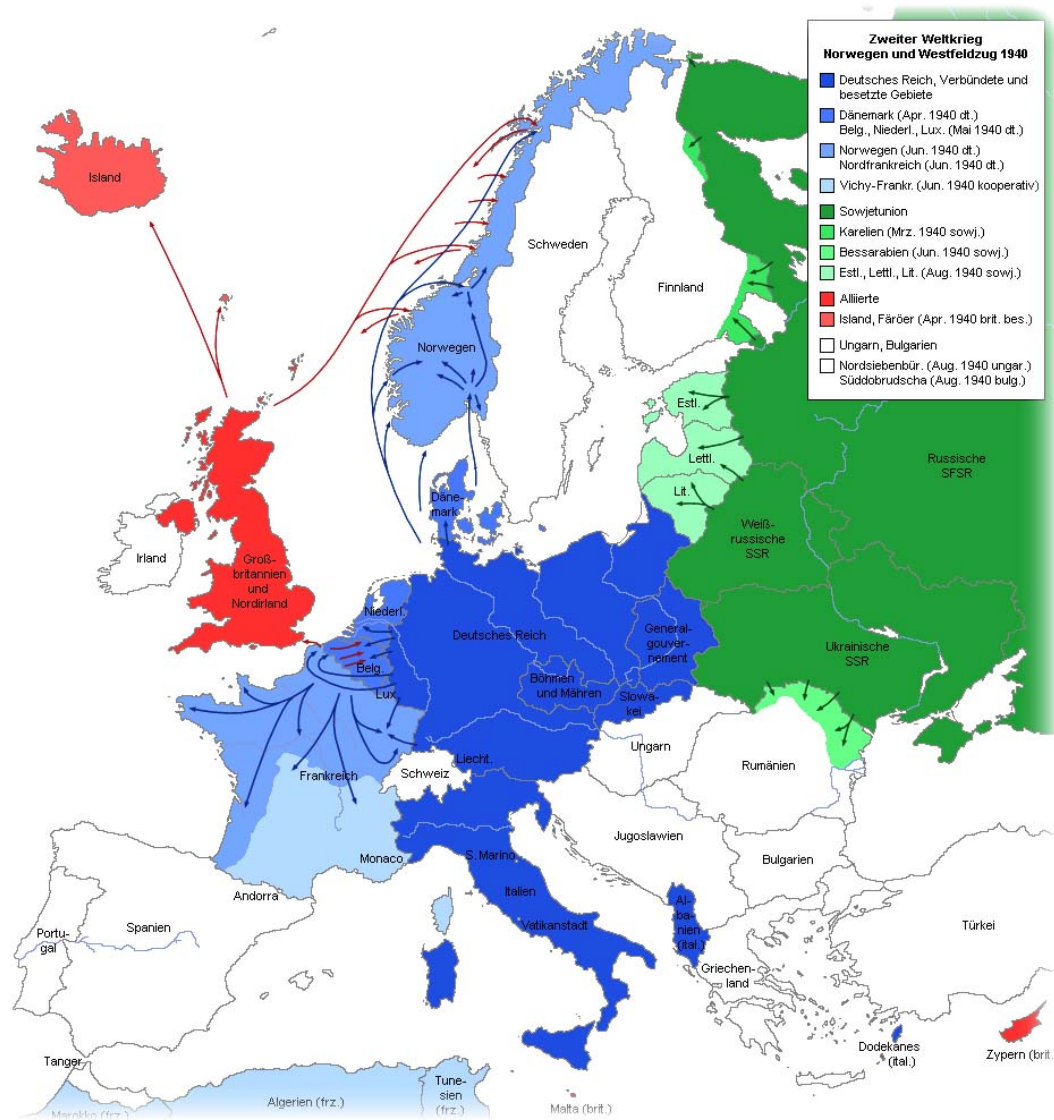 Zweiter Weltkrieg
Norwegen und Westfeldzug 1940
Deutsches Reich, Verbündete und
besetzte Gebiete
Dänemark (Apr. 1940 dt.)
Belg., Niederl., Lux. (Mai 1940 dt.)
Norwegen (Jun. 1940 dt.)
Nordfrankreich (Jun. 1940 dt.)
Vichy-Frankr. (Jun. 1940 kooperativ)
Sowjetunion
Karelien (Mrz. 1940 sowj.)
Bessarabien (Jun. 1940 sowj.)
Estl., Lettl., Lit. (Aug. 1940 sowj.)
Alliierte
Island, Färöer (Apr. 1940 brit. bes.)
Ungarn, Bulgarien
Nordsiebenbür. (Aug. 1940 ungar.)
Süddobrudscha (Aug. 1940 bulg.)
Island
Schweden
Finnland
Norwegen
Estl.
Lettl.
Lit.
Russische
SFSR
Däne-
mark
Weiß-
russische
SSR
Irland
Groß-
britannien
und
Nordirland
Niederl.
Deutsches Reich
General-
gouver-
nement
Ukrainische
SSR
Belg.
Lux.
Böhmen
und Mähren
Slowa-
kei
Liecht.
Ungarn
Frankreich
Schweiz
Rumänien
Jugoslawien
Monaco
S. Marino
Bulgarien
Andorra
Italien
Al-
ba-
nien
(ital.)
Portu-
gal
Spanien
Vatikanstadt
Türkei
Griechen-
land
Dodekanes
(ital.)
Zypern (brit.
Tanger
Marokko (frz.)
Algerien (frz.)
Tune-
sien
(frz.)
Malta (brit.)